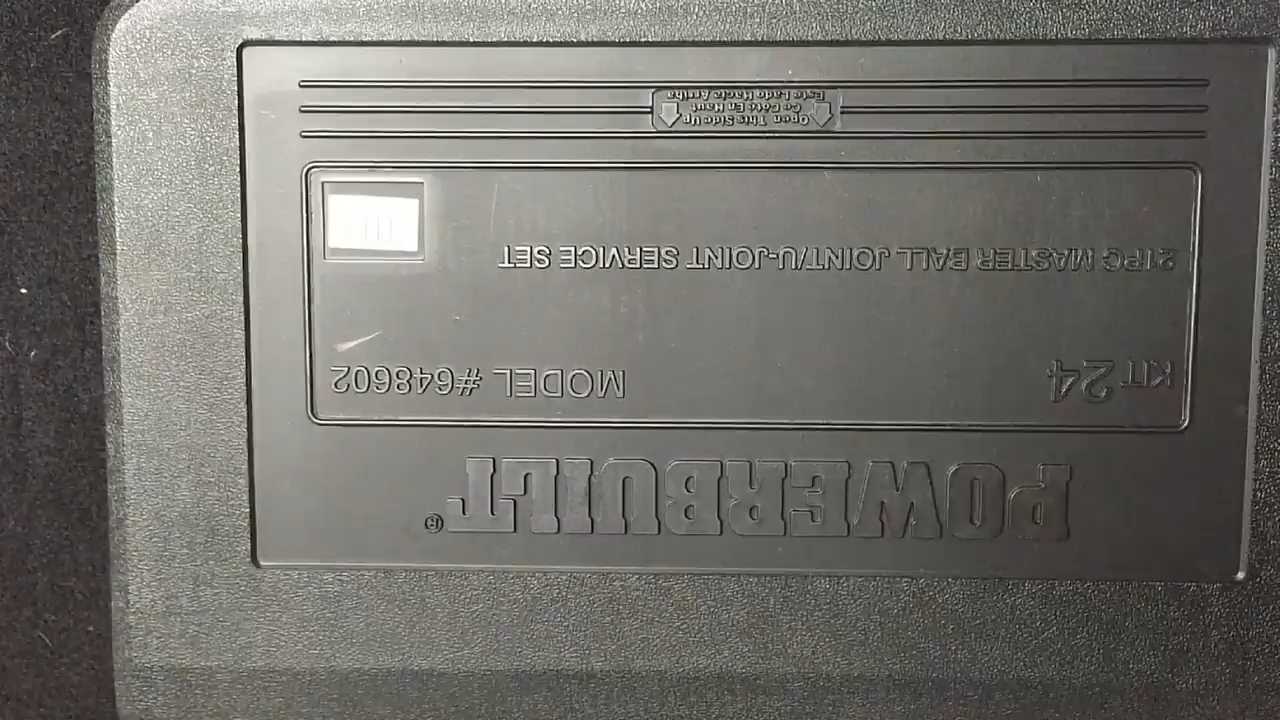 POWERBUILT®
KIT 24 MODEL #648602
21PC MASTER BALL JOINT/U-JOINT SERVICE SET
Open This Side Up
Ce Coté En Haut
Este Lado Hacia Arriba